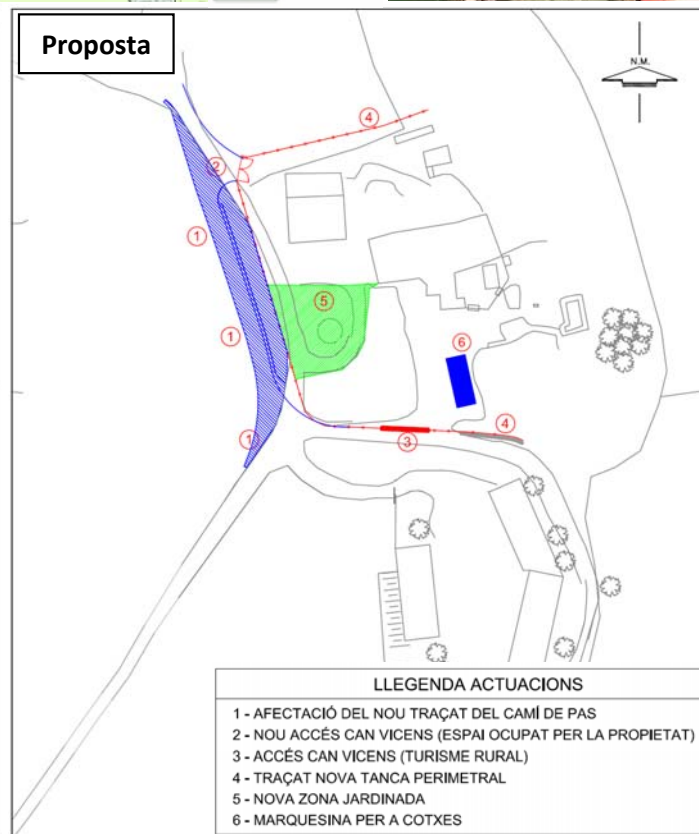 Proposta
N.M.
4
2
1
5
1
6
4
1
3
LLEGENDA ACTUACIONS
1 - AFECTACIÓ DEL NOU TRAÇAT DEL CAMÍ DE PAS
2 - NOU ACCÉS CAN VICENS (ESPAI OCUPAT PER LA PROPIETAT)
3 - ACCÉS CAN VICENS (TURISME RURAL)
4 - TRAÇAT NOVA TANCA PERIMETRAL
5 - NOVA ZONA JARDINADA
6 - MARQUESINA PER A COTXES